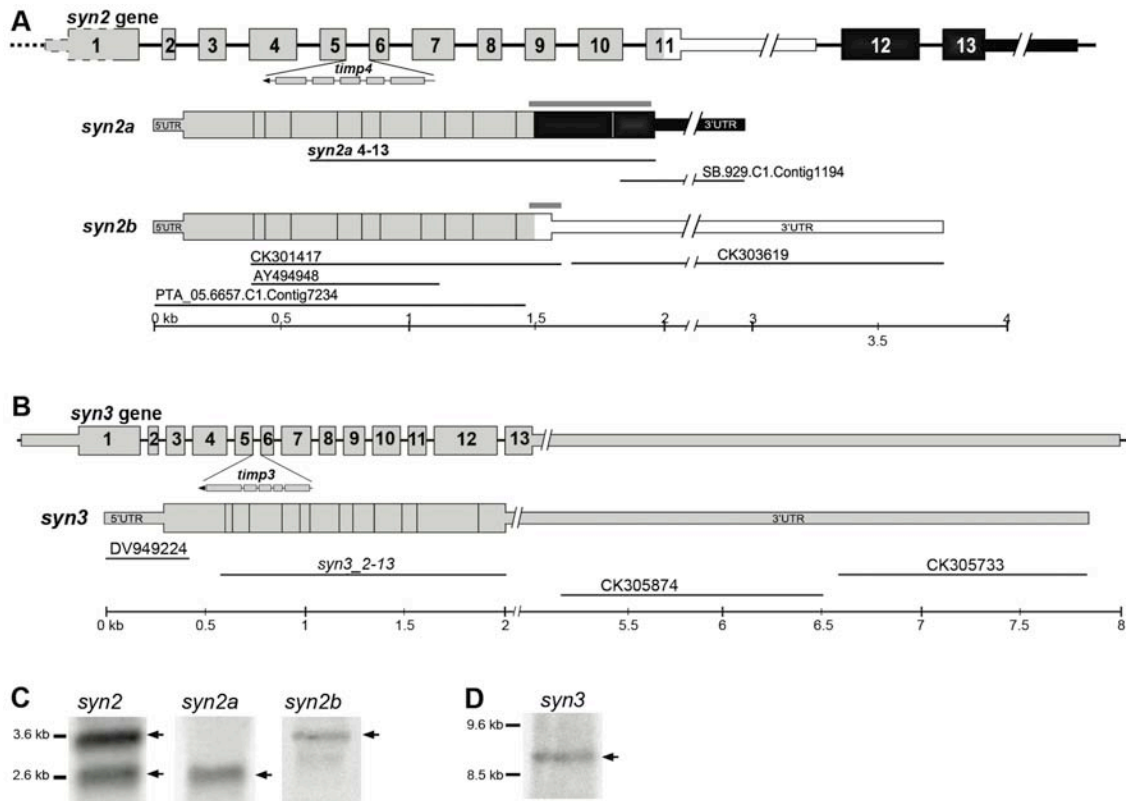 A
syn2 gene
1 2 3 4 5 6 7 8 9 10 11 12 13
timp4
syn2a
5'UTR 3'UTR
syn2a 4-13
SB.929.C1.Contig1194
syn2b
5'UTR 3'UTR
CK301417 CK303619
AY494948
PTA_05.6657.C1.Contig7234
0 kb 0,5 1 1,5 2 3 4
3.5
B
syn3 gene
1 2 3 4 5 6 7 8 9 10 11 12 13
timp3
syn3
5'UTR 3'UTR
DV949224
syn3_2-13
CK305874
CK305733
0 kb 0.5 1 1.5 2 5.5 6 6.5 7 7.5 8
C
syn2 syn2a syn2b
3.6 kb
2.6 kb
D
syn3
9.6 kb
8.5 kb